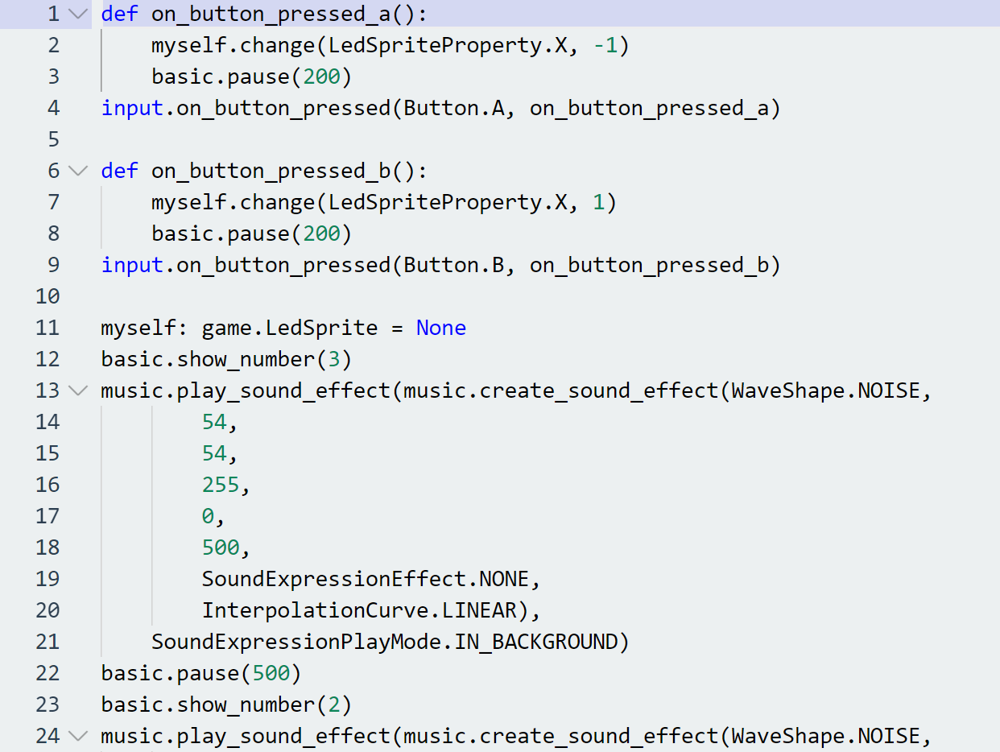 1 def on_button_pressed_a():
2     myself.change(LedSpriteProperty.X, -1)
3     basic.pause(200)
4 input.on_button_pressed(Button.A, on_button_pressed_a)
5
6 def on_button_pressed_b():
7     myself.change(LedSpriteProperty.X, 1)
8     basic.pause(200)
9 input.on_button_pressed(Button.B, on_button_pressed_b)
10
11 myself: game.LedSprite = None
12 basic.show_number(3)
13 music.play_sound_effect(music.create_sound_effect(WaveShape.NOISE,
14         54,
15         54,
16         255,
17         0,
18         500,
19         SoundExpressionEffect.NONE,
20         InterpolationCurve.LINEAR),
21     SoundExpressionPlayMode.IN_BACKGROUND)
22 basic.pause(500)
23 basic.show_number(2)
24 music.play_sound_effect(music.create_sound_effect(WaveShape.NOISE,